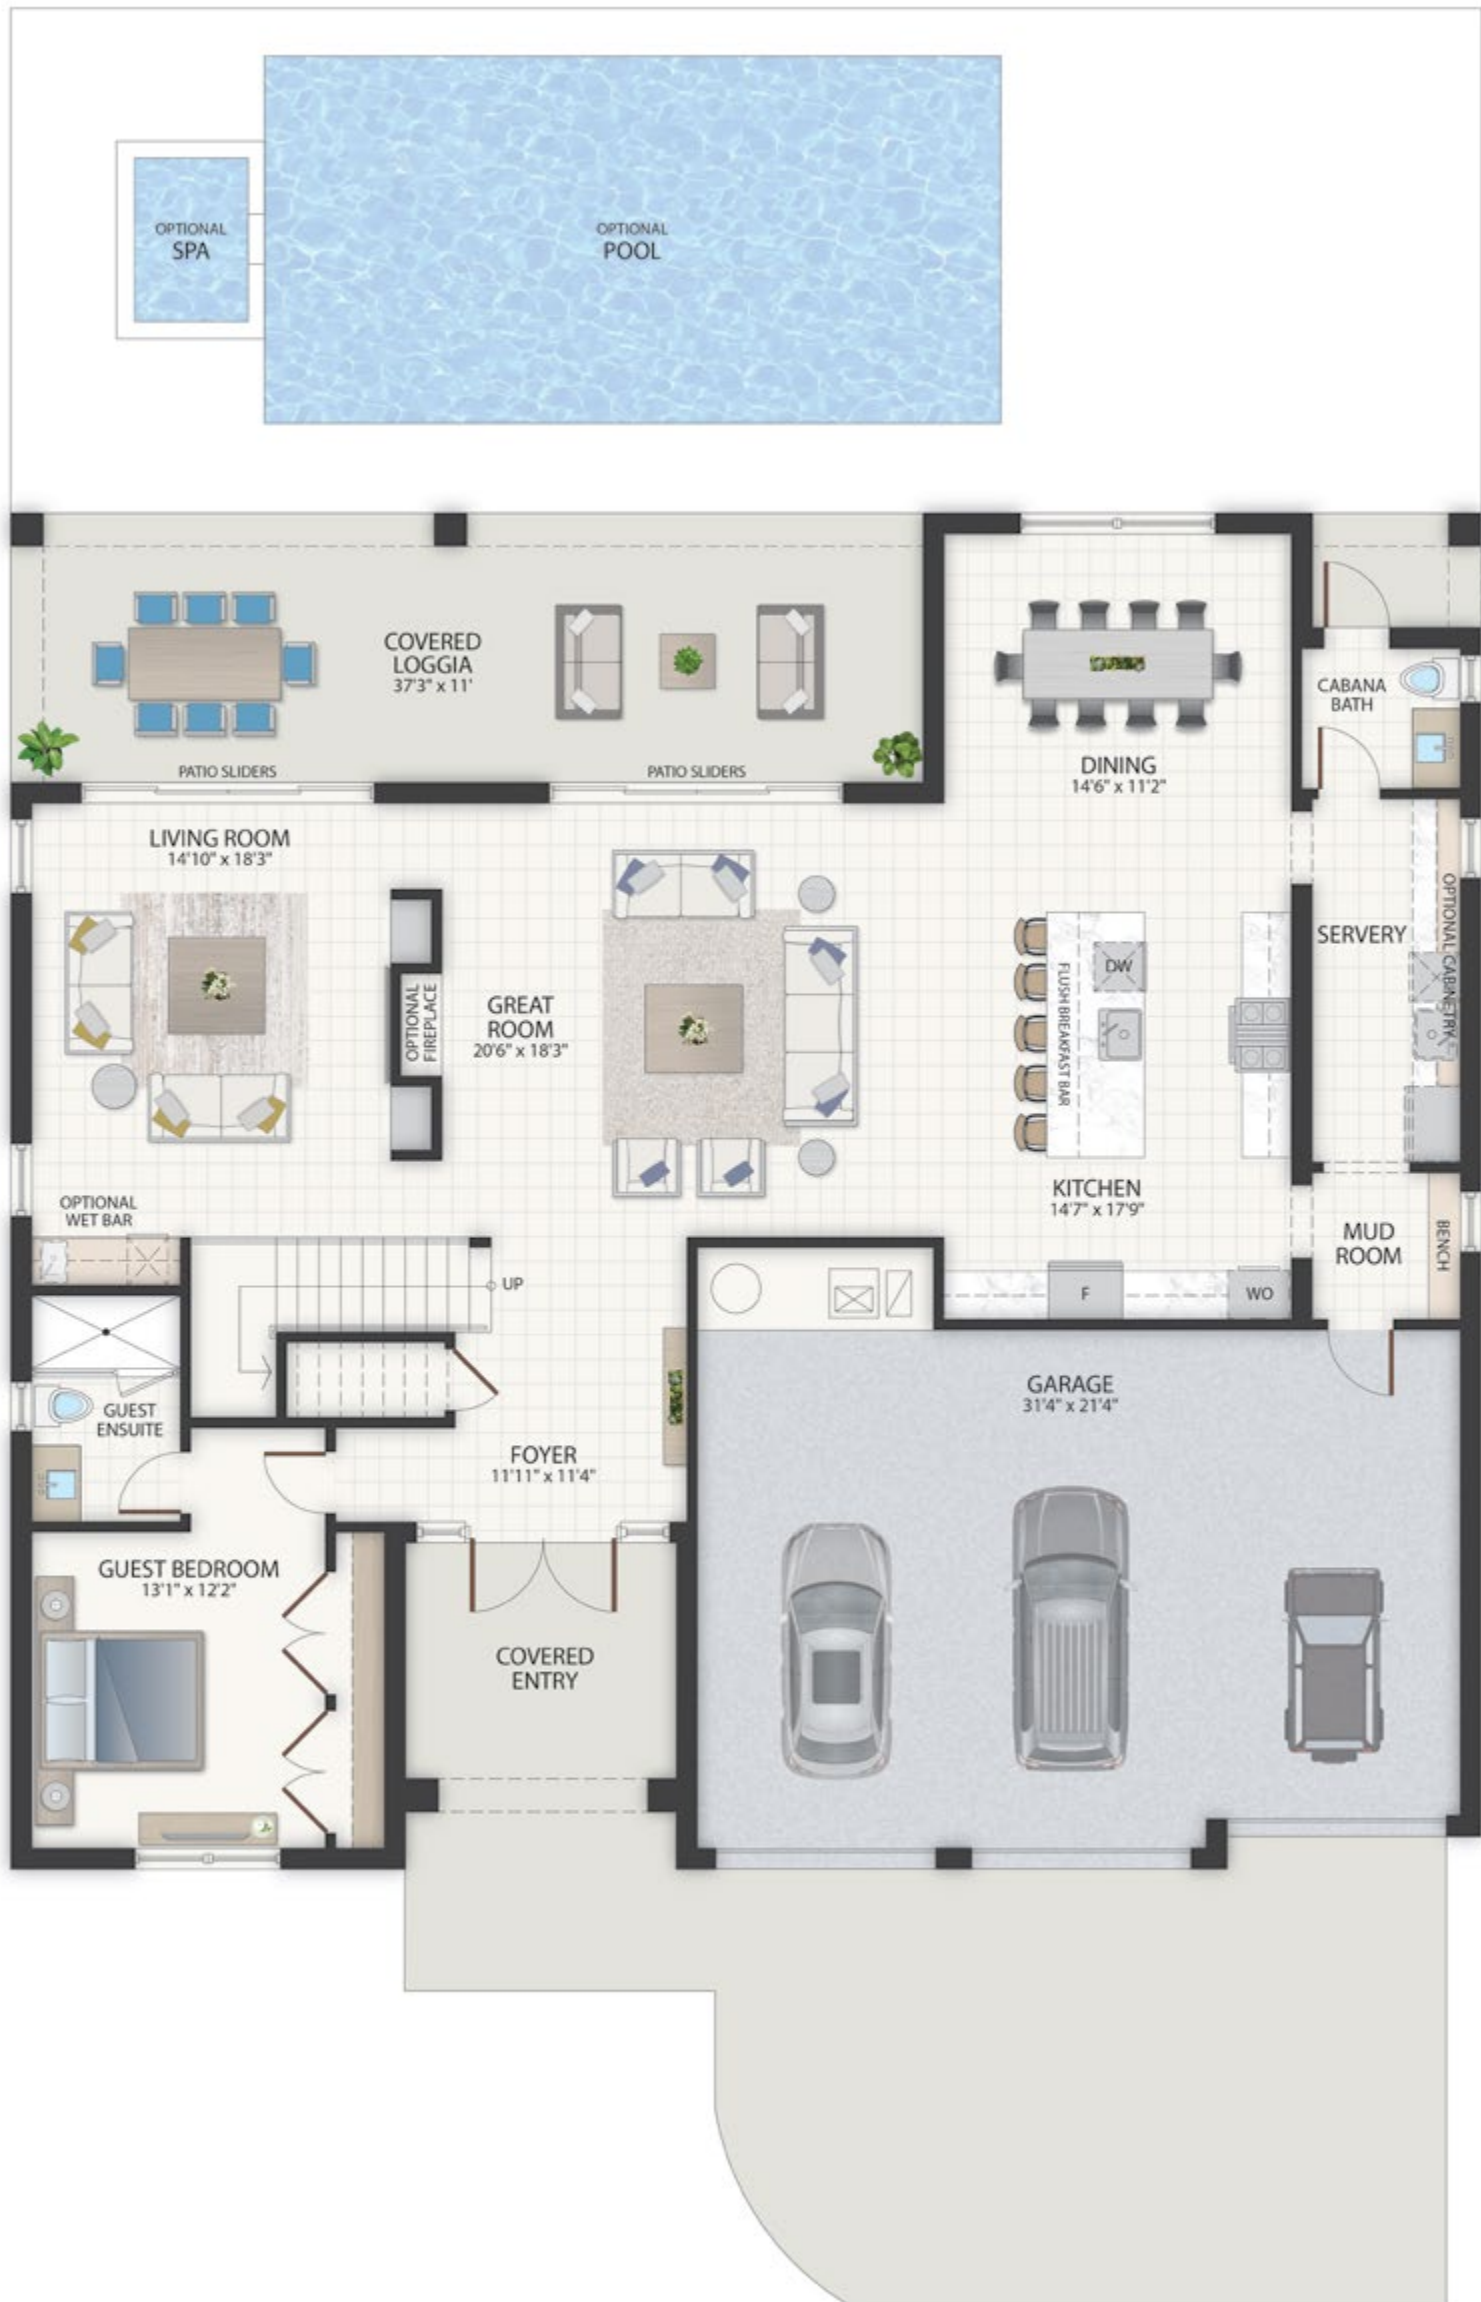 OPTIONAL
SPA
OPTIONAL
POOL
COVERED
LOGGIA
37'3" x 11'
PATIO SLIDERS
PATIO SLIDERS
DINING
14'6" x 11'2"
CABANA
BATH
LIVING ROOM
14'10" x 18'3"
OPTIONAL
FIREPLACE
GREAT
ROOM
20'6" x 18'3"
FLUSH BREAKFAST BAR
DW
SERVERY
OPTIONAL CABINETRY
KITCHEN
14'7" x 17'9"
F
WO
MUD
ROOM
BENCH
OPTIONAL
WET BAR
UP
GUEST
ENSUITE
FOYER
11'11" x 11'4"
GARAGE
31'4" x 21'4"
GUEST BEDROOM
13'1" x 12'2"
COVERED
ENTRY